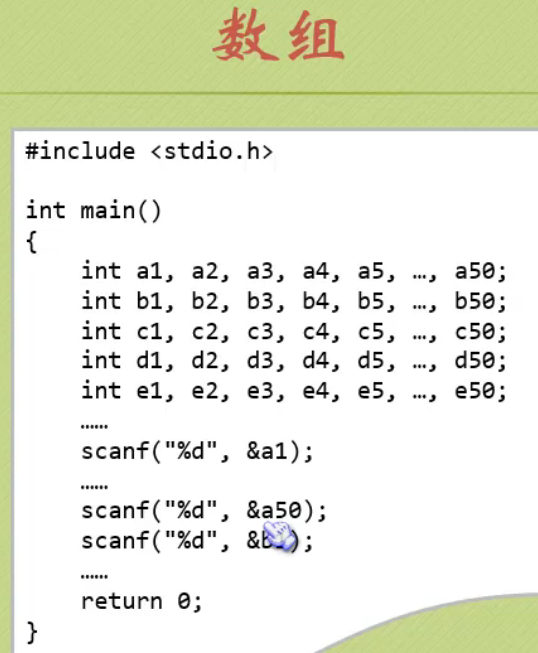 数组
#include <stdio.h>
int main()
{
int a1, a2, a3, a4, a5, …, a50;
int b1, b2, b3, b4, b5, …, b50;
int c1, c2, c3, c4, c5, …, c50;
int d1, d2, d3, d4, d5, …, d50;
int e1, e2, e3, e4, e5, …, e50;
……
scanf("%d", &a1);
……
scanf("%d", &a50);
scanf("%d", &b);
……
return 0;
}